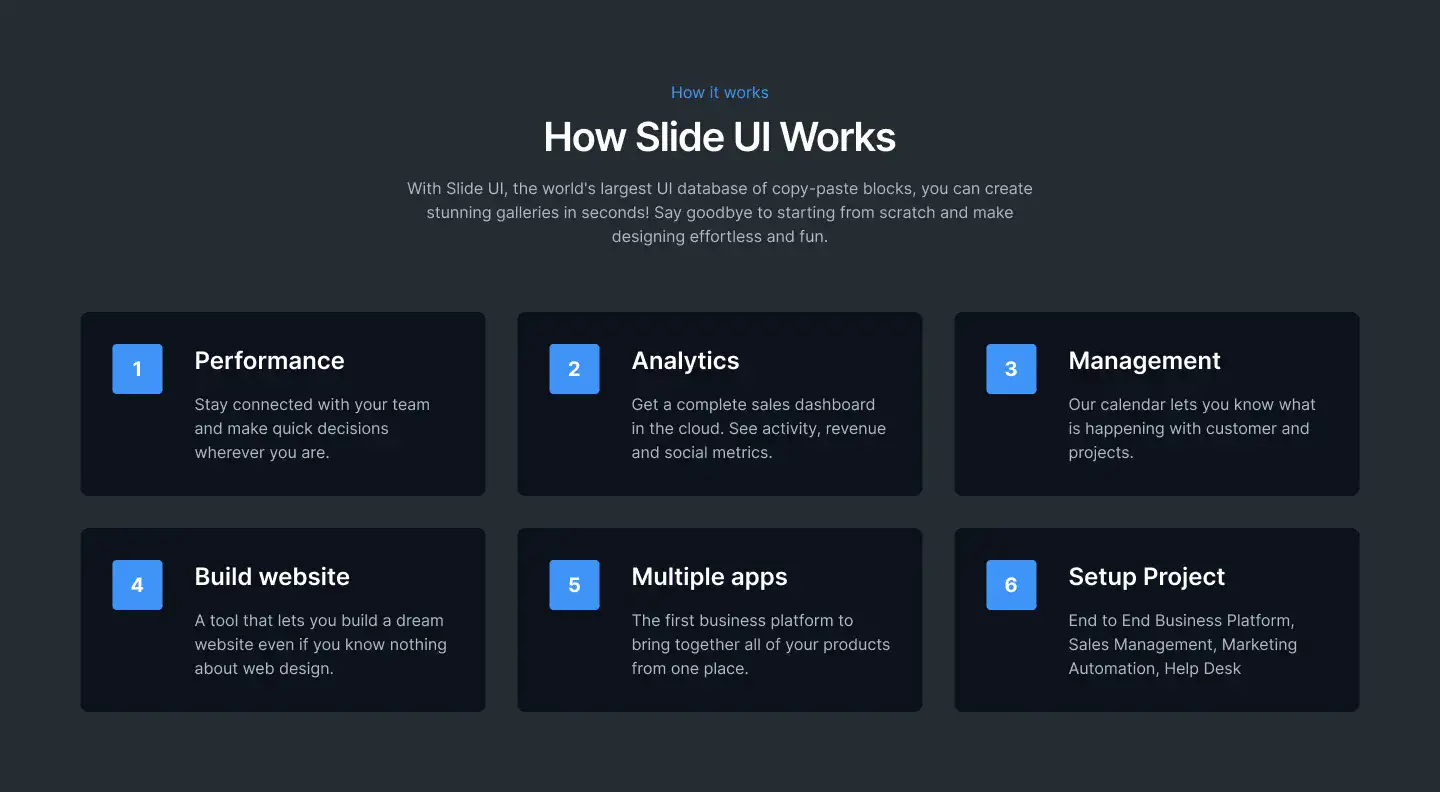 How it works
How Slide UI Works
With Slide UI, the world's largest UI database of copy-paste blocks, you can create
stunning galleries in seconds! Say goodbye to starting from scratch and make
designing effortless and fun.
1
Performance
Stay connected with your team
and make quick decisions
wherever you are.
2
Analytics
Get a complete sales dashboard
in the cloud. See activity, revenue
and social metrics.
3
Management
Our calendar lets you know what
is happening with customer and
projects.
4
Build website
A tool that lets you build a dream
website even if you know nothing
about web design.
5
Multiple apps
The first business platform to
bring together all of your products
from one place.
6
Setup Project
End to End Business Platform,
Sales Management, Marketing
Automation, Help Desk